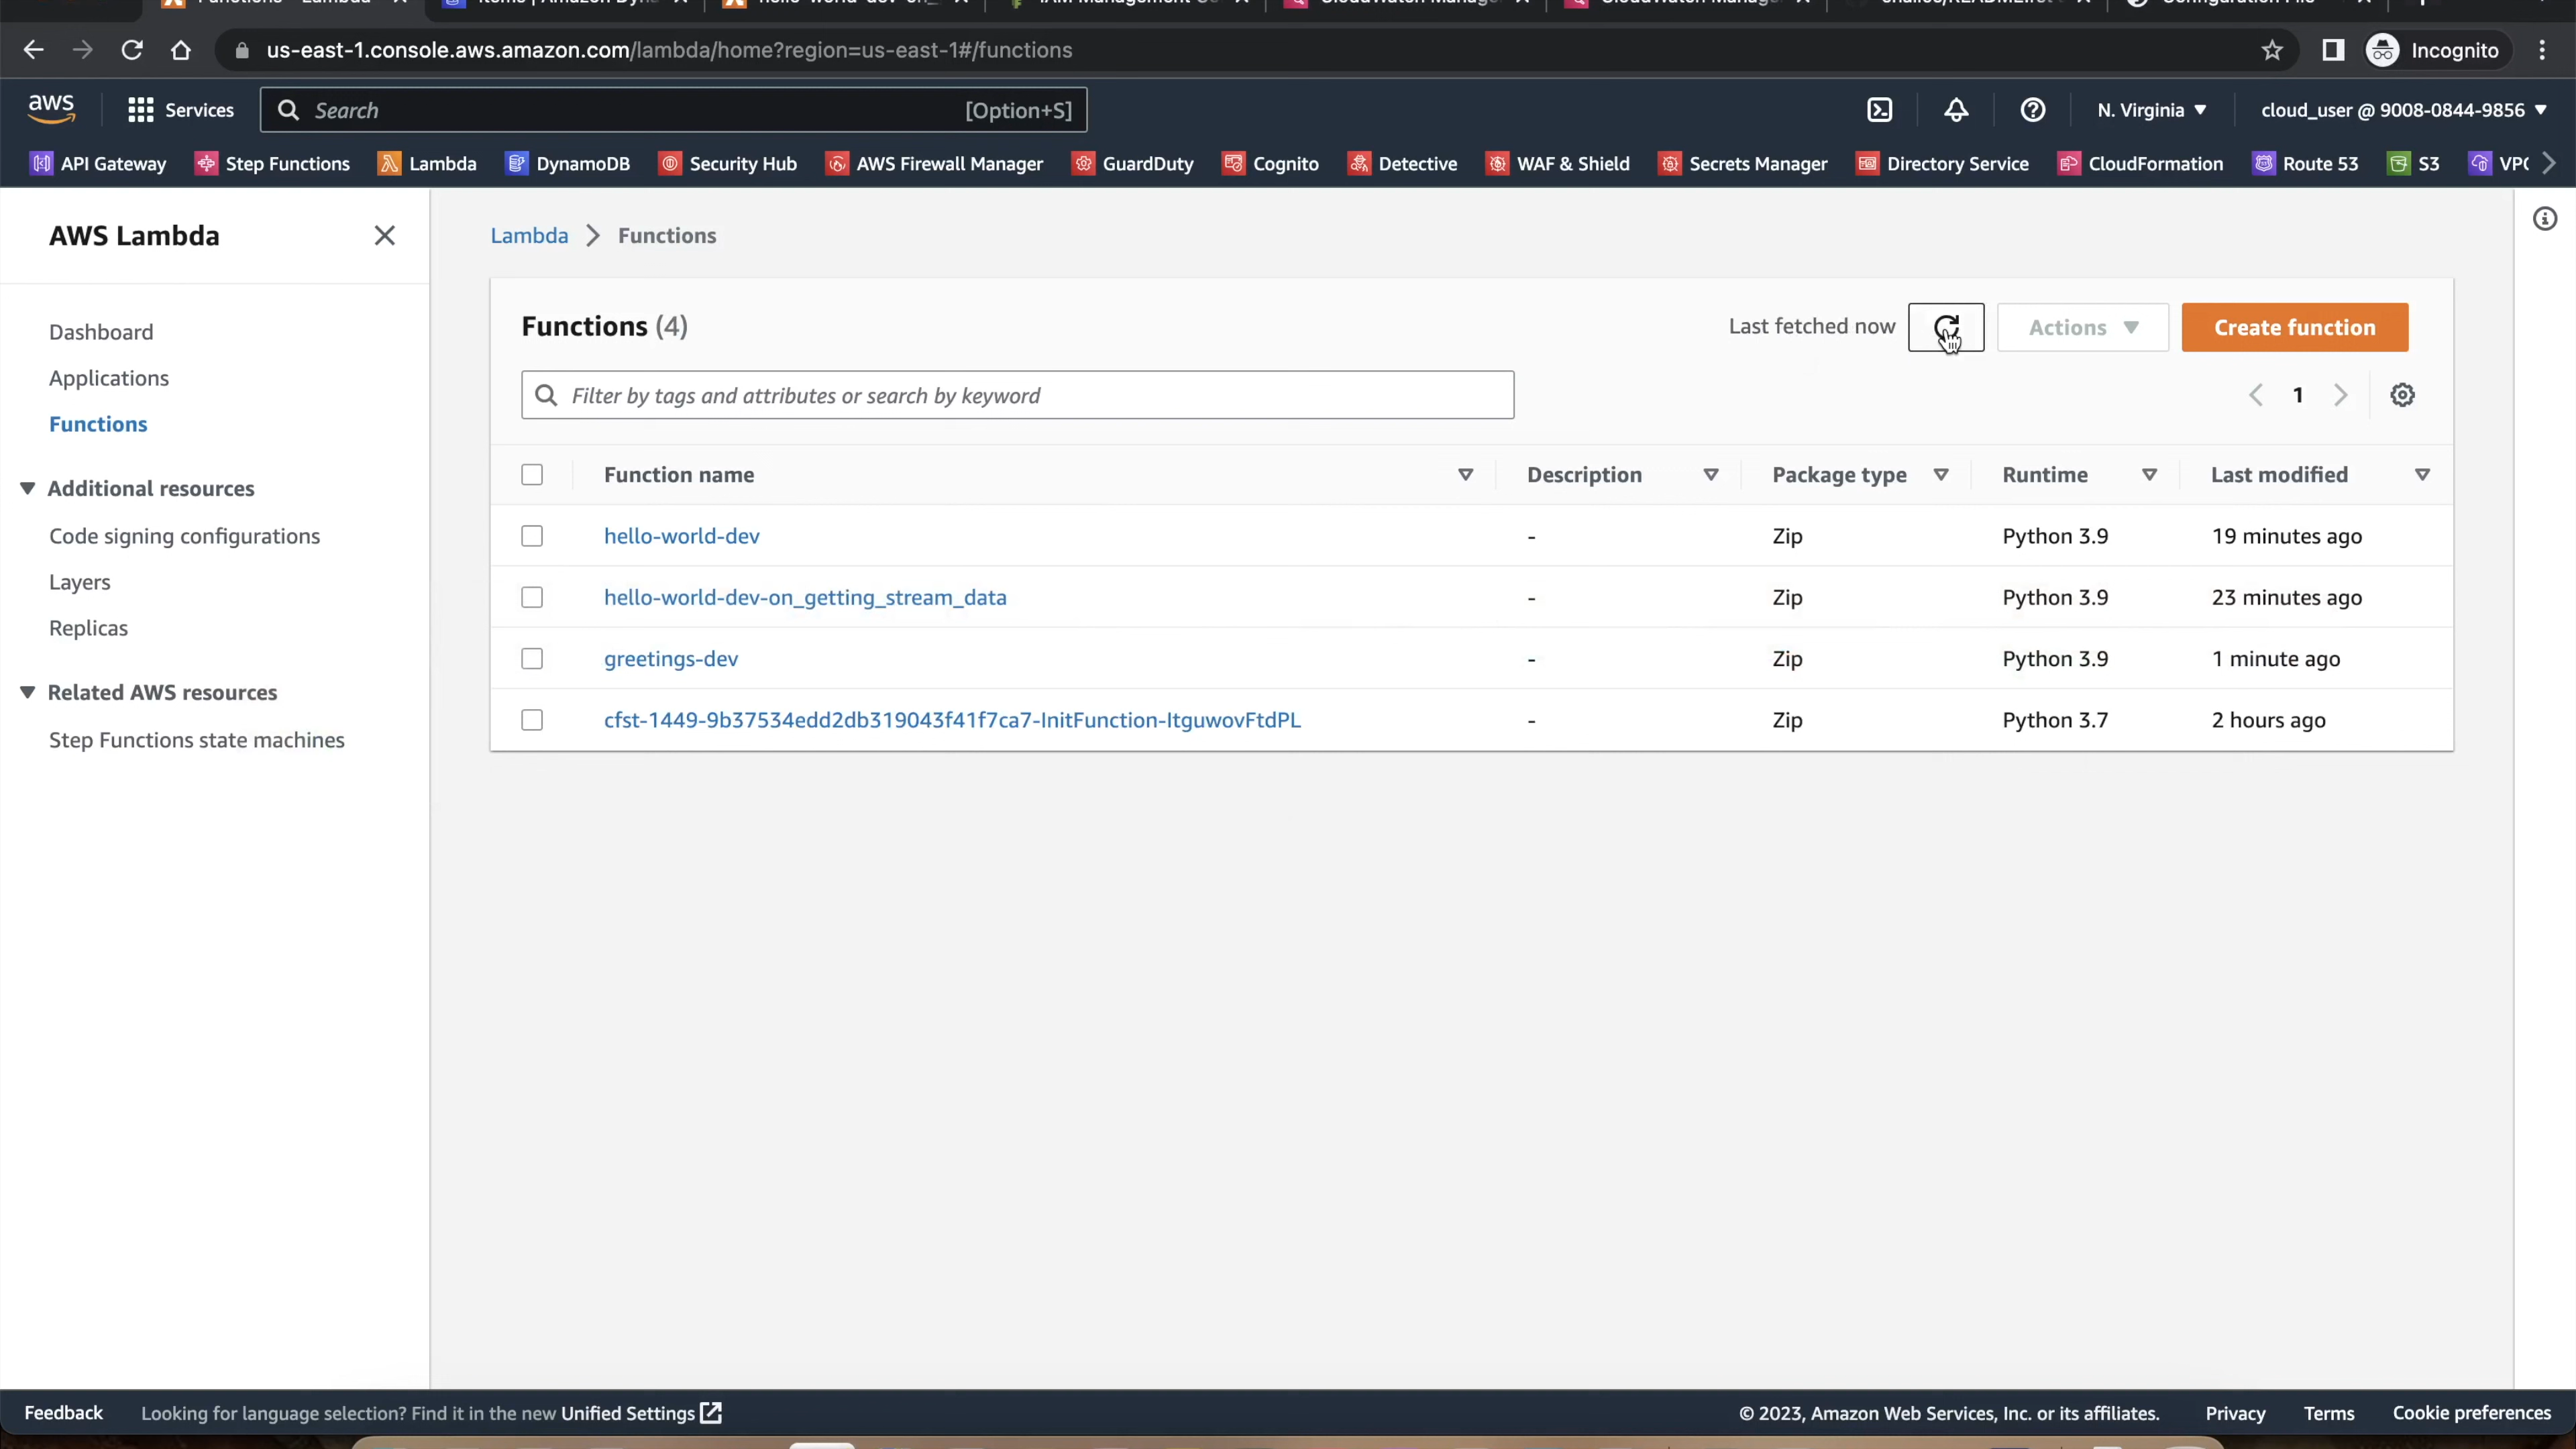 us-east-1.console.aws.amazon.com/lambda/home?region=us-east-1#/functions Incognito
aws Services Search [Option+S] N. Virginia cloud_user @ 9008-0844-9856
API Gateway Step Functions Lambda DynamoDB Security Hub AWS Firewall Manager GuardDuty Cognito Detective WAF & Shield Secrets Manager Directory Service CloudFormation Route 53 S3
AWS Lambda
Dashboard
Applications
Functions
Additional resources
Code signing configurations
Layers
Replicas
Related AWS resources
Step Functions state machines
Lambda Functions
Functions (4) Last fetched now Actions Create function
Filter by tags and attributes or search by keyword 1
Function name Description Package type Runtime Last modified
hello-world-dev - Zip Python 3.9 19 minutes ago
hello-world-dev-on_getting_stream_data - Zip Python 3.9 23 minutes ago
greetings-dev - Zip Python 3.9 1 minute ago
cfst-1449-9b37534edd2db319043f41f7ca7-InitFunction-ItguwovFtdPL - Zip Python 3.7 2 hours ago
Feedback Looking for language selection? Find it in the new Unified Settings © 2023, Amazon Web Services, Inc. or its affiliates. Privacy Terms Cookie preferences